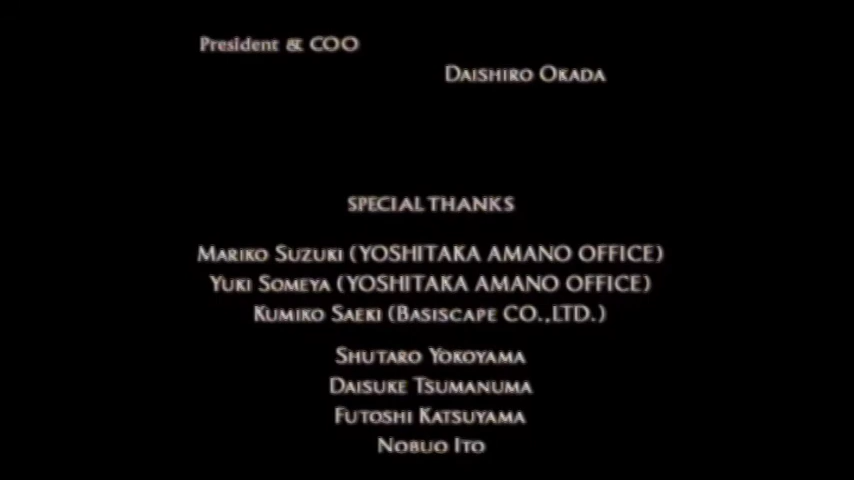 President & COO
Daishiro Okada
SPECIAL THANKS
Mariko Suzuki (YOSHITAKA AMANO OFFICE)
Yuki Someya (YOSHITAKA AMANO OFFICE)
Kumiko Saeki (Basiscape CO.,LTD.)
Shutaro Yokoyama
Daisuke Tsumanuma
Futoshi Katsuyama
Nobuo Ito